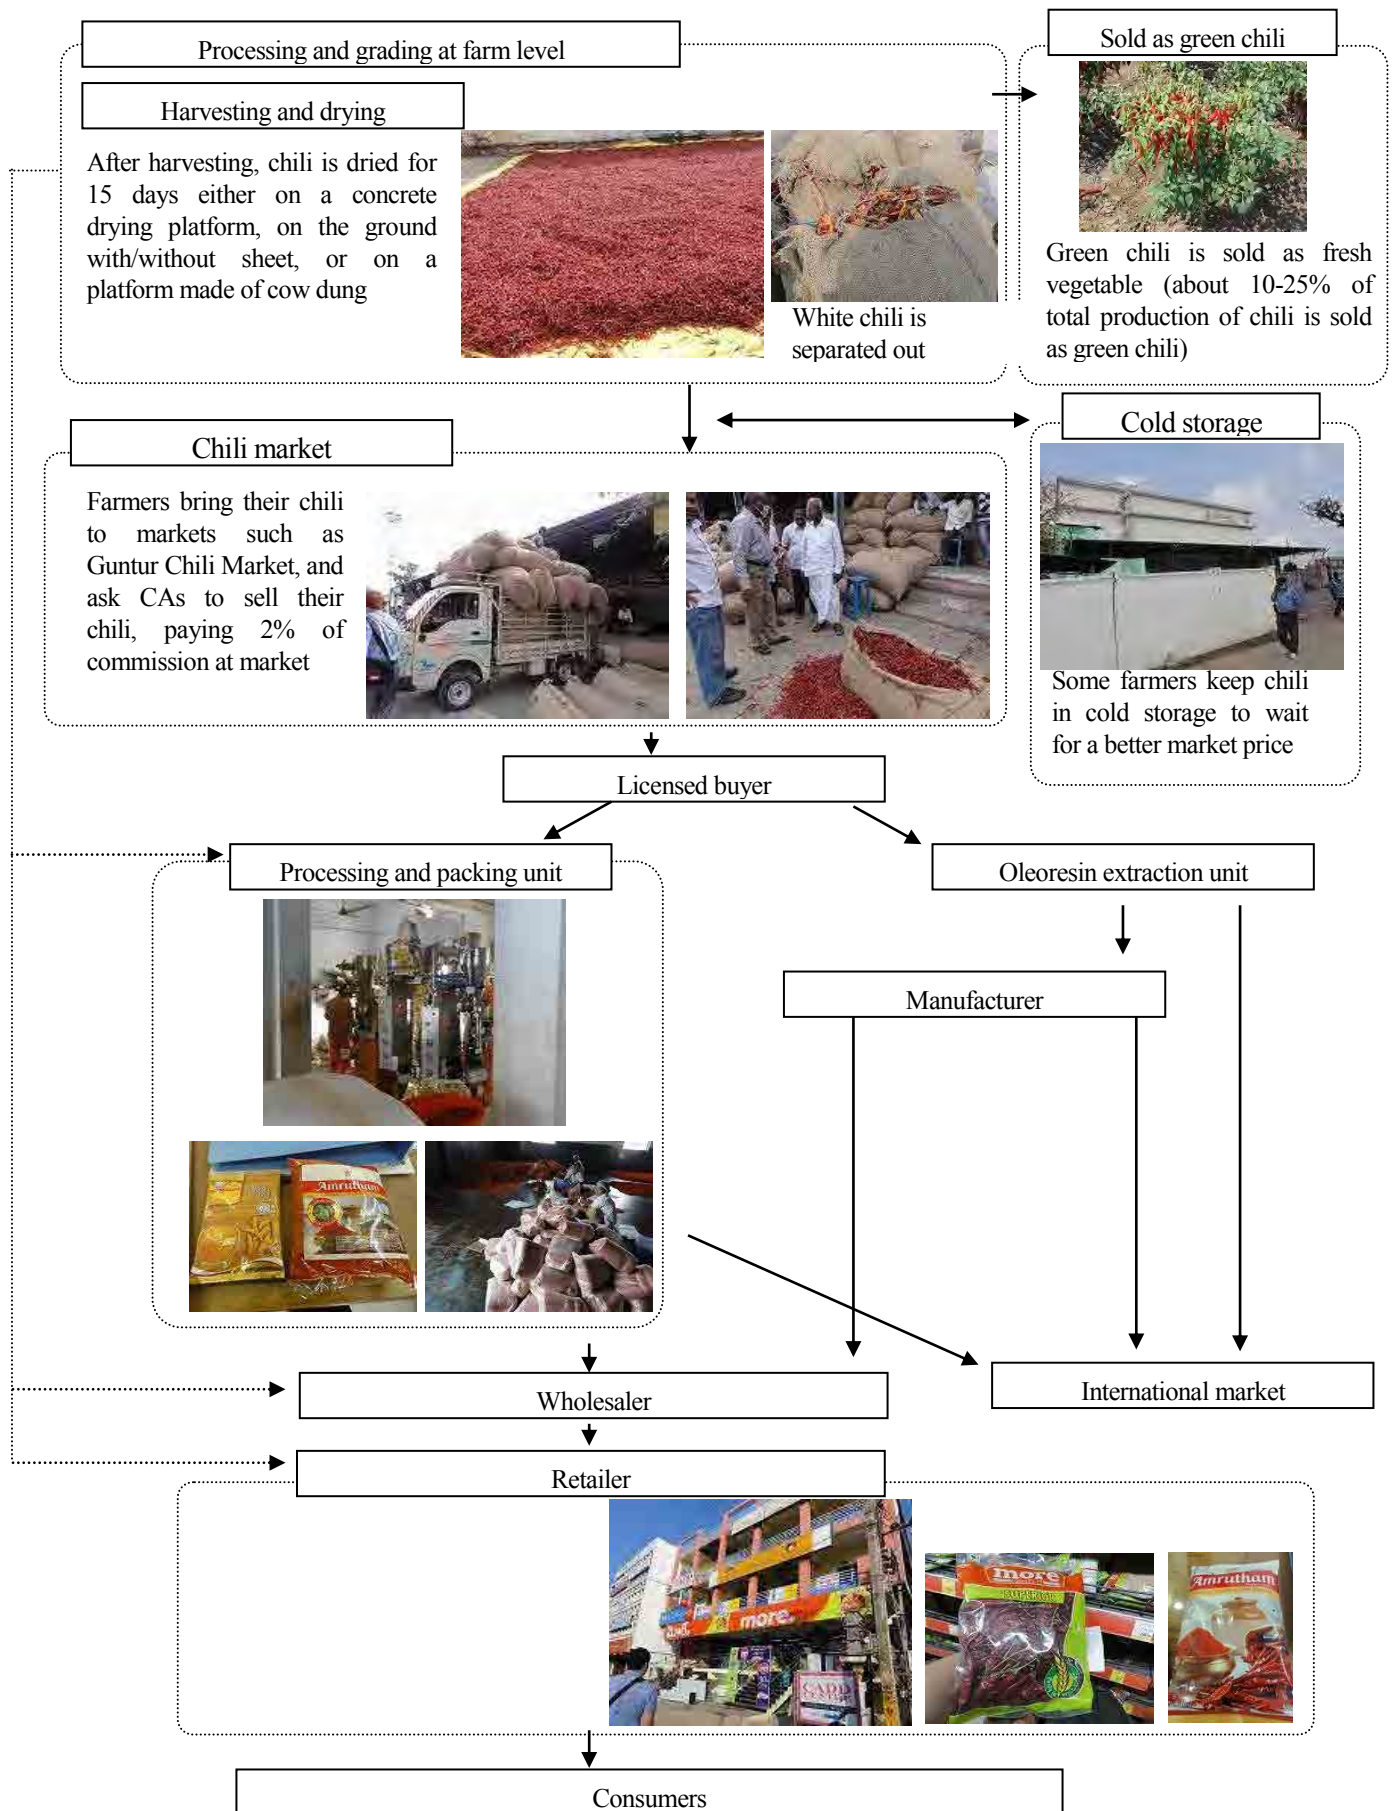 Processing and grading at farm level
Sold as green chili
Harvesting and drying
After harvesting, chili is dried for
15 days either on a concrete
drying platform, on the ground
with/without sheet, or on a
platform made of cow dung
White chili is
separated out
Green chili is sold as fresh
vegetable (about 10-25% of
total production of chili is sold
as green chili)
Chili market
Cold storage
Farmers bring their chili
to markets such as
Guntur Chili Market, and
ask CAs to sell their
chili, paying 2% of
commission at market
Some farmers keep chili
in cold storage to wait
for a better market price
Licensed buyer
Processing and packing unit
Oleoresin extraction unit
Manufacturer
Amrutham
Wholesaler
International market
Retailer
more.
CADD
more
SUPERIOR
Amrutham
Consumers